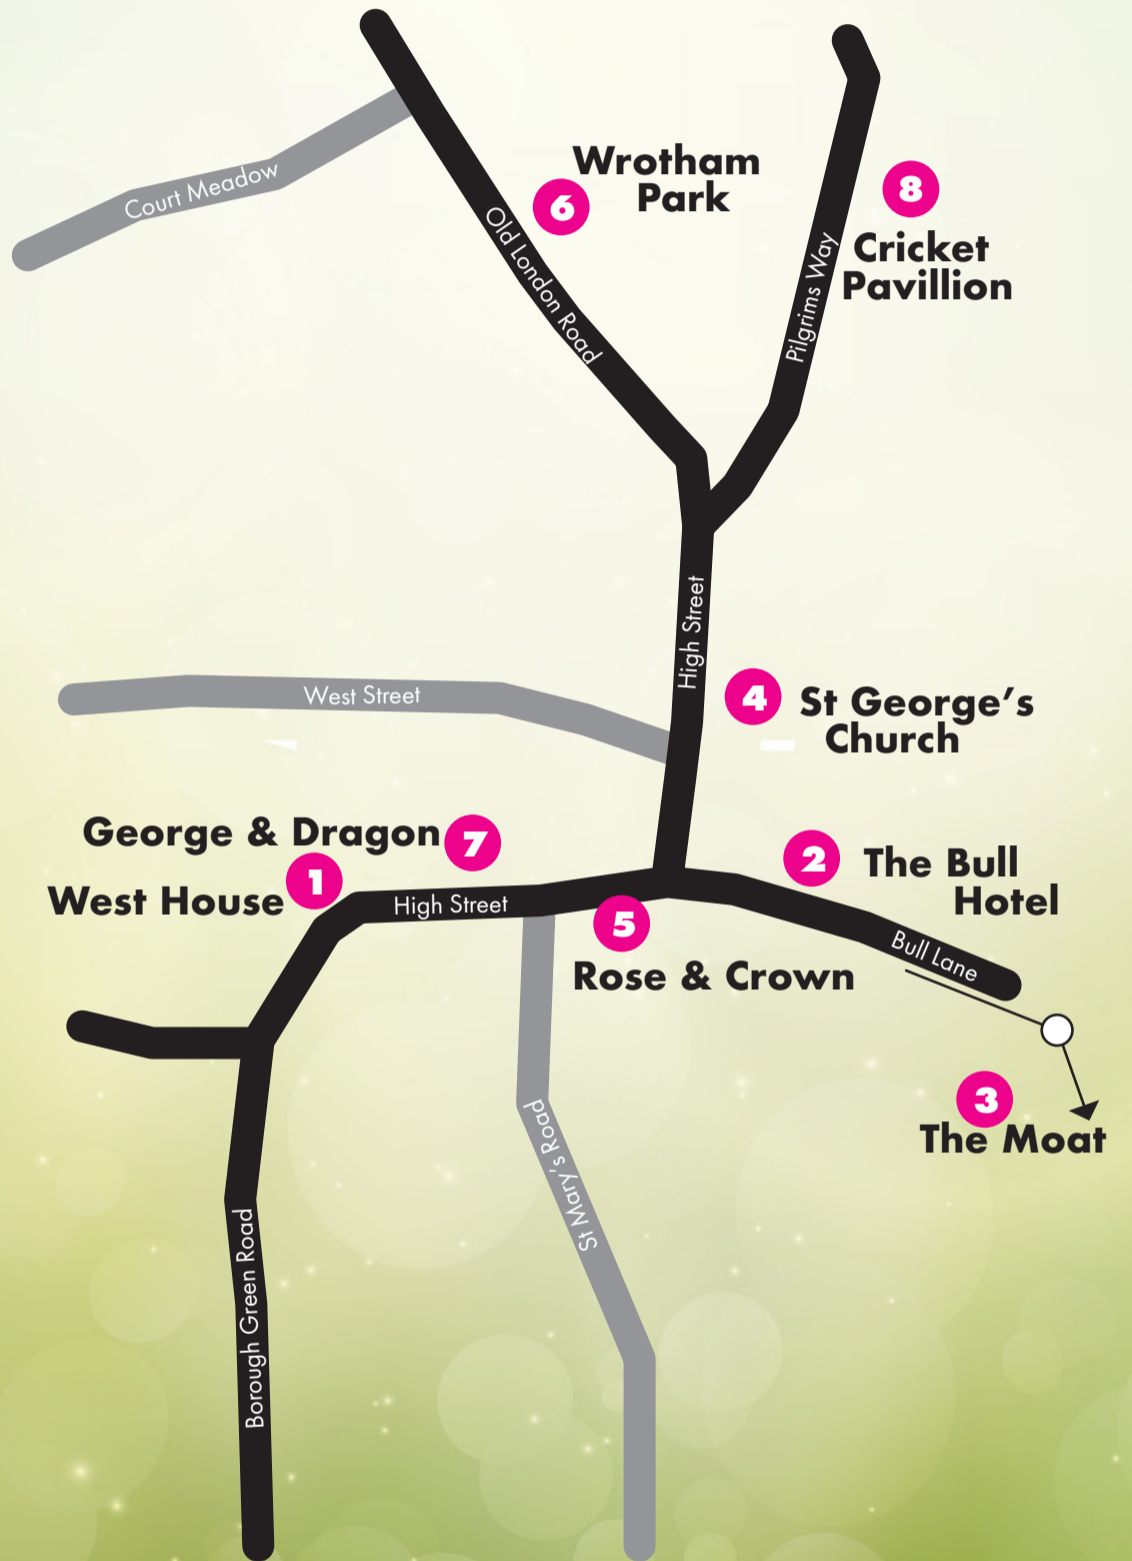 Wrotham
Park
6
8
Cricket
Pavillion
Court Meadow
Old London Road
Pilgrims Way
High Street
West Street
4
St George’s
Church
George & Dragon
7
West House
1
High Street
2
The Bull
Hotel
5
Rose & Crown
Bull Lane
3
The Moat
St Mary’s Road
Borough Green Road